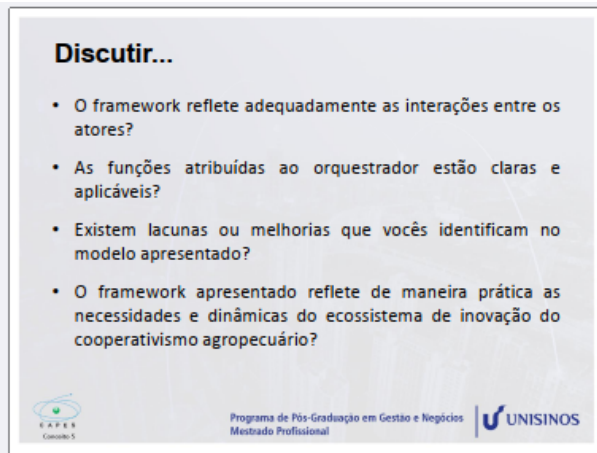 Discutir...
• O framework reflete adequadamente as interações entre os
atores?
• As funções atribuídas ao orquestrador estão claras e
aplicáveis?
• Existem lacunas ou melhorias que vocês identificam no
modelo apresentado?
• O framework apresentado reflete de maneira prática as
necessidades e dinâmicas do ecossistema de inovação do
cooperativismo agropecuário?
CAPES
Conceito 5
Programa de Pós-Graduação em Gestão e Negócios
Mestrado Profissional
UNISINOS